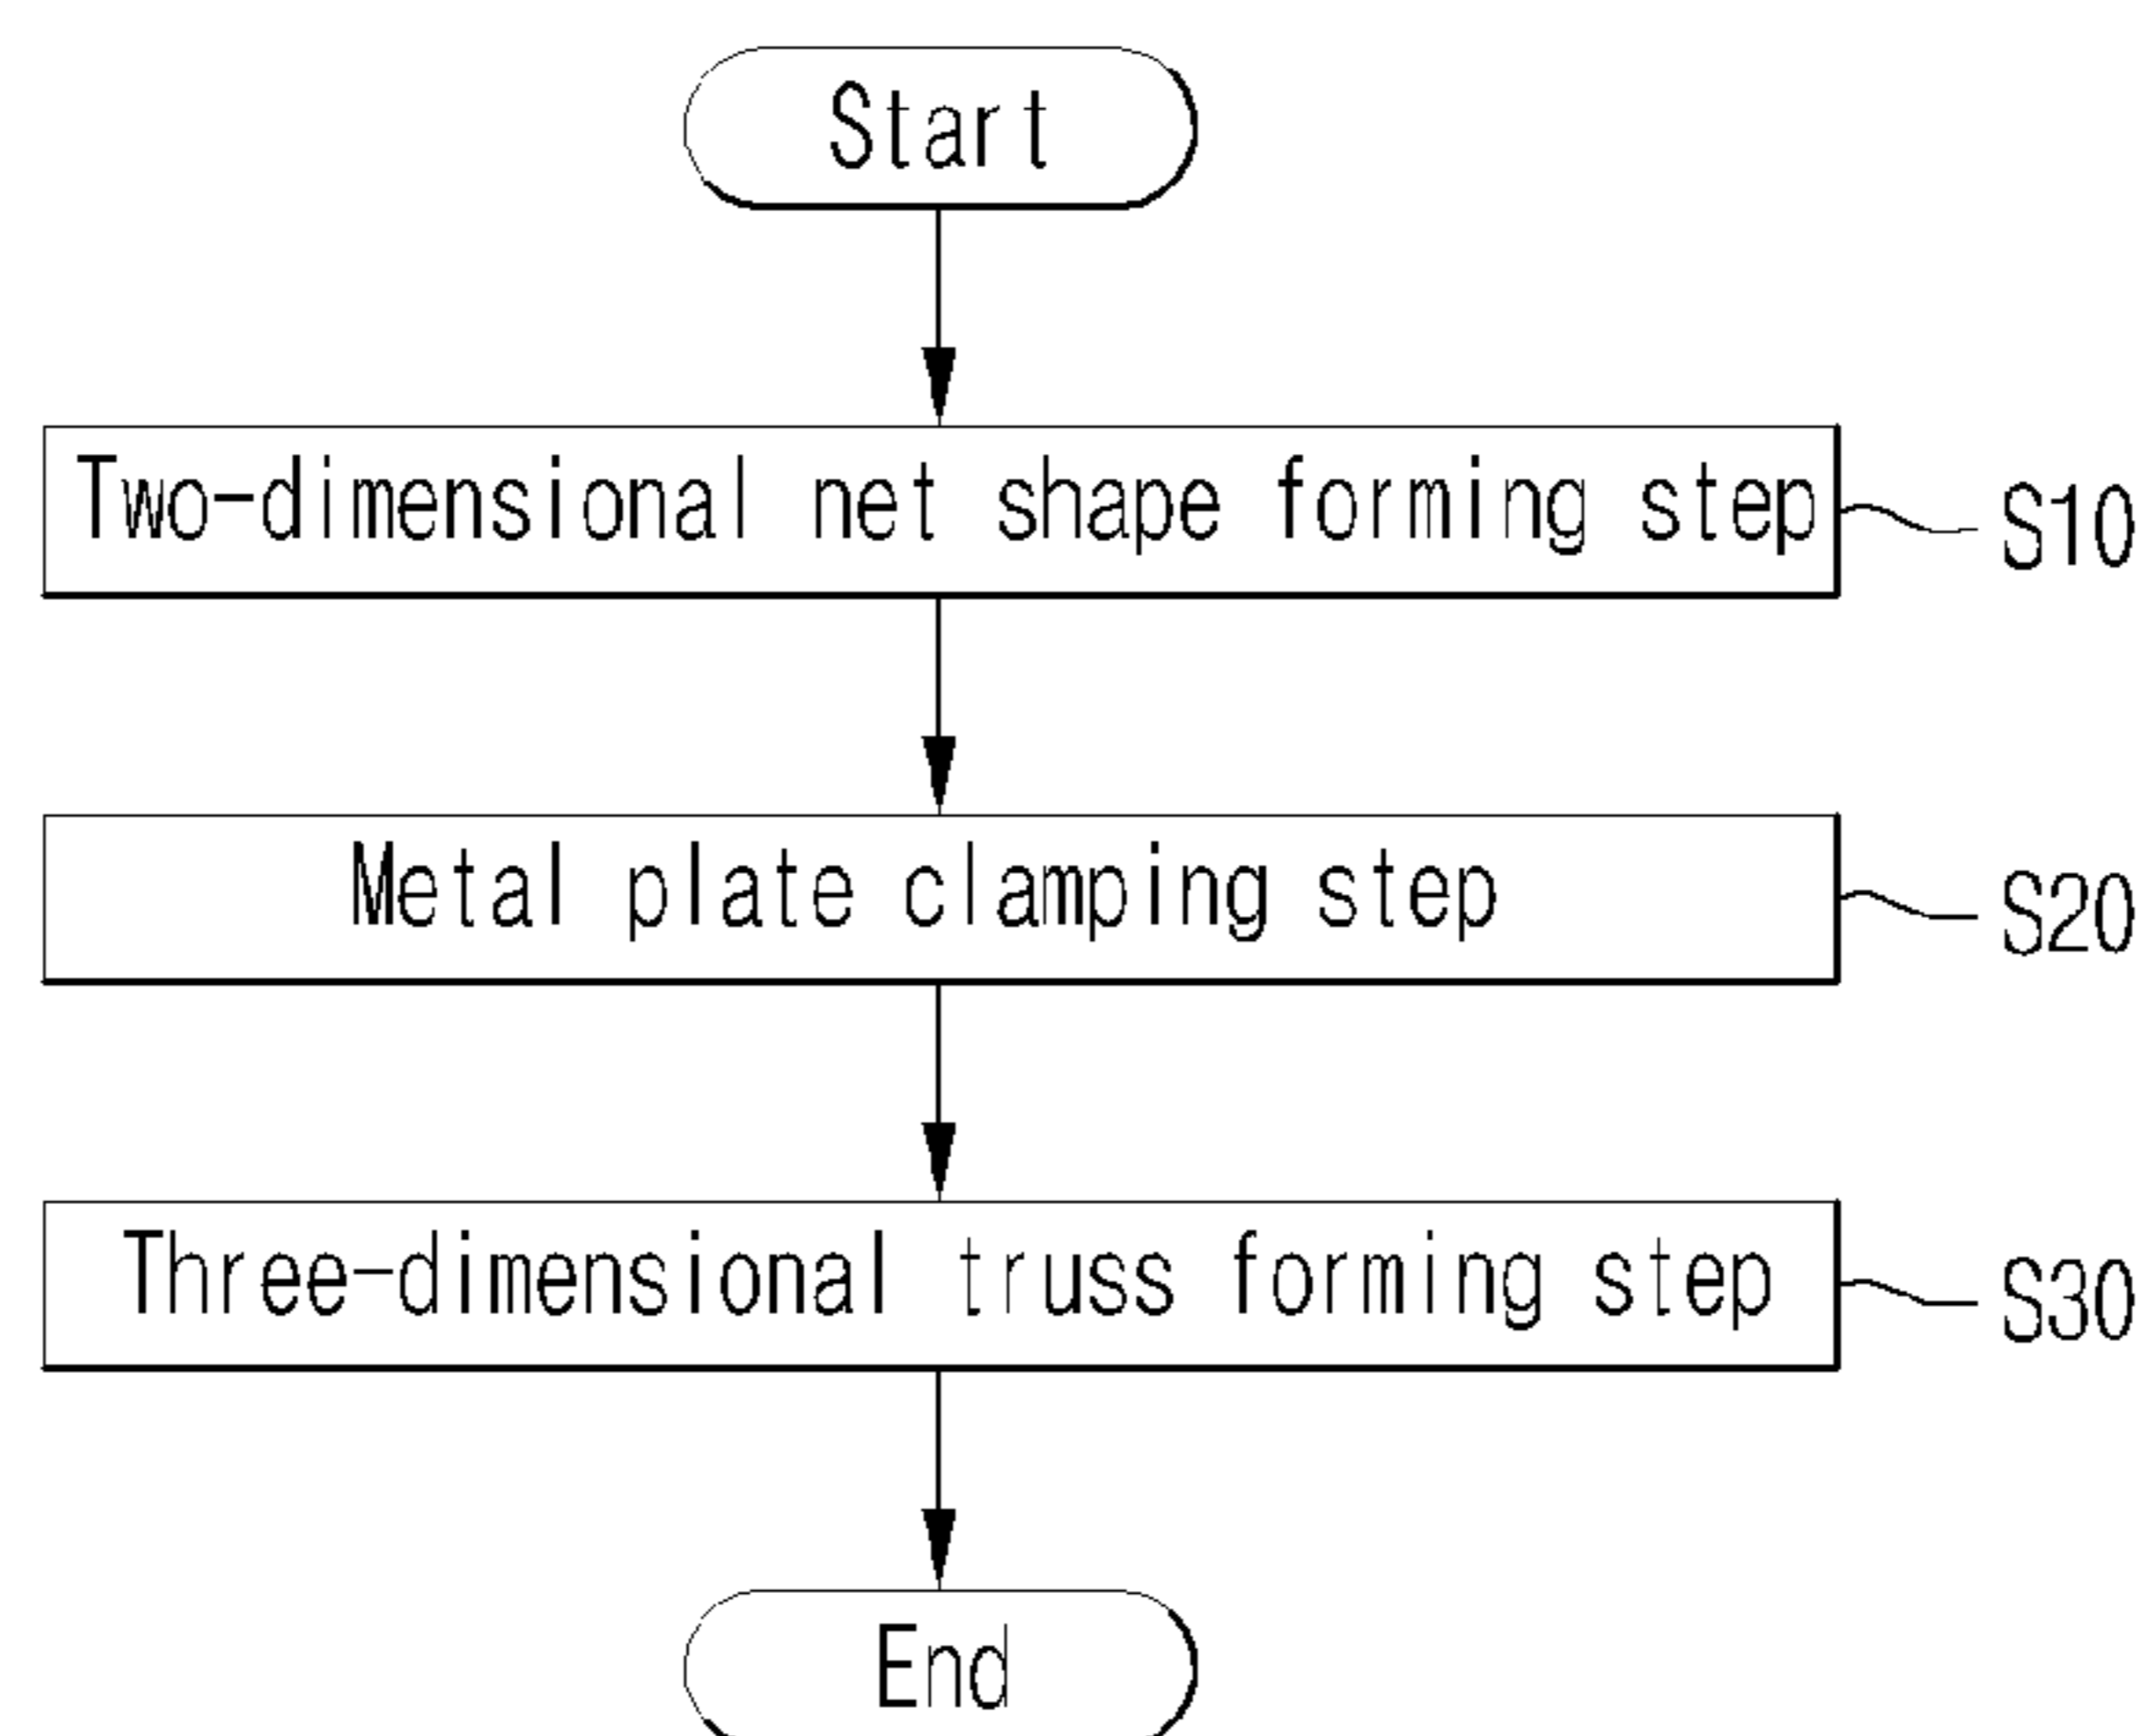 Start
Two-dimensional net shape forming step
S10
Metal plate clamping step
S20
Three-dimensional truss forming step
S30
End